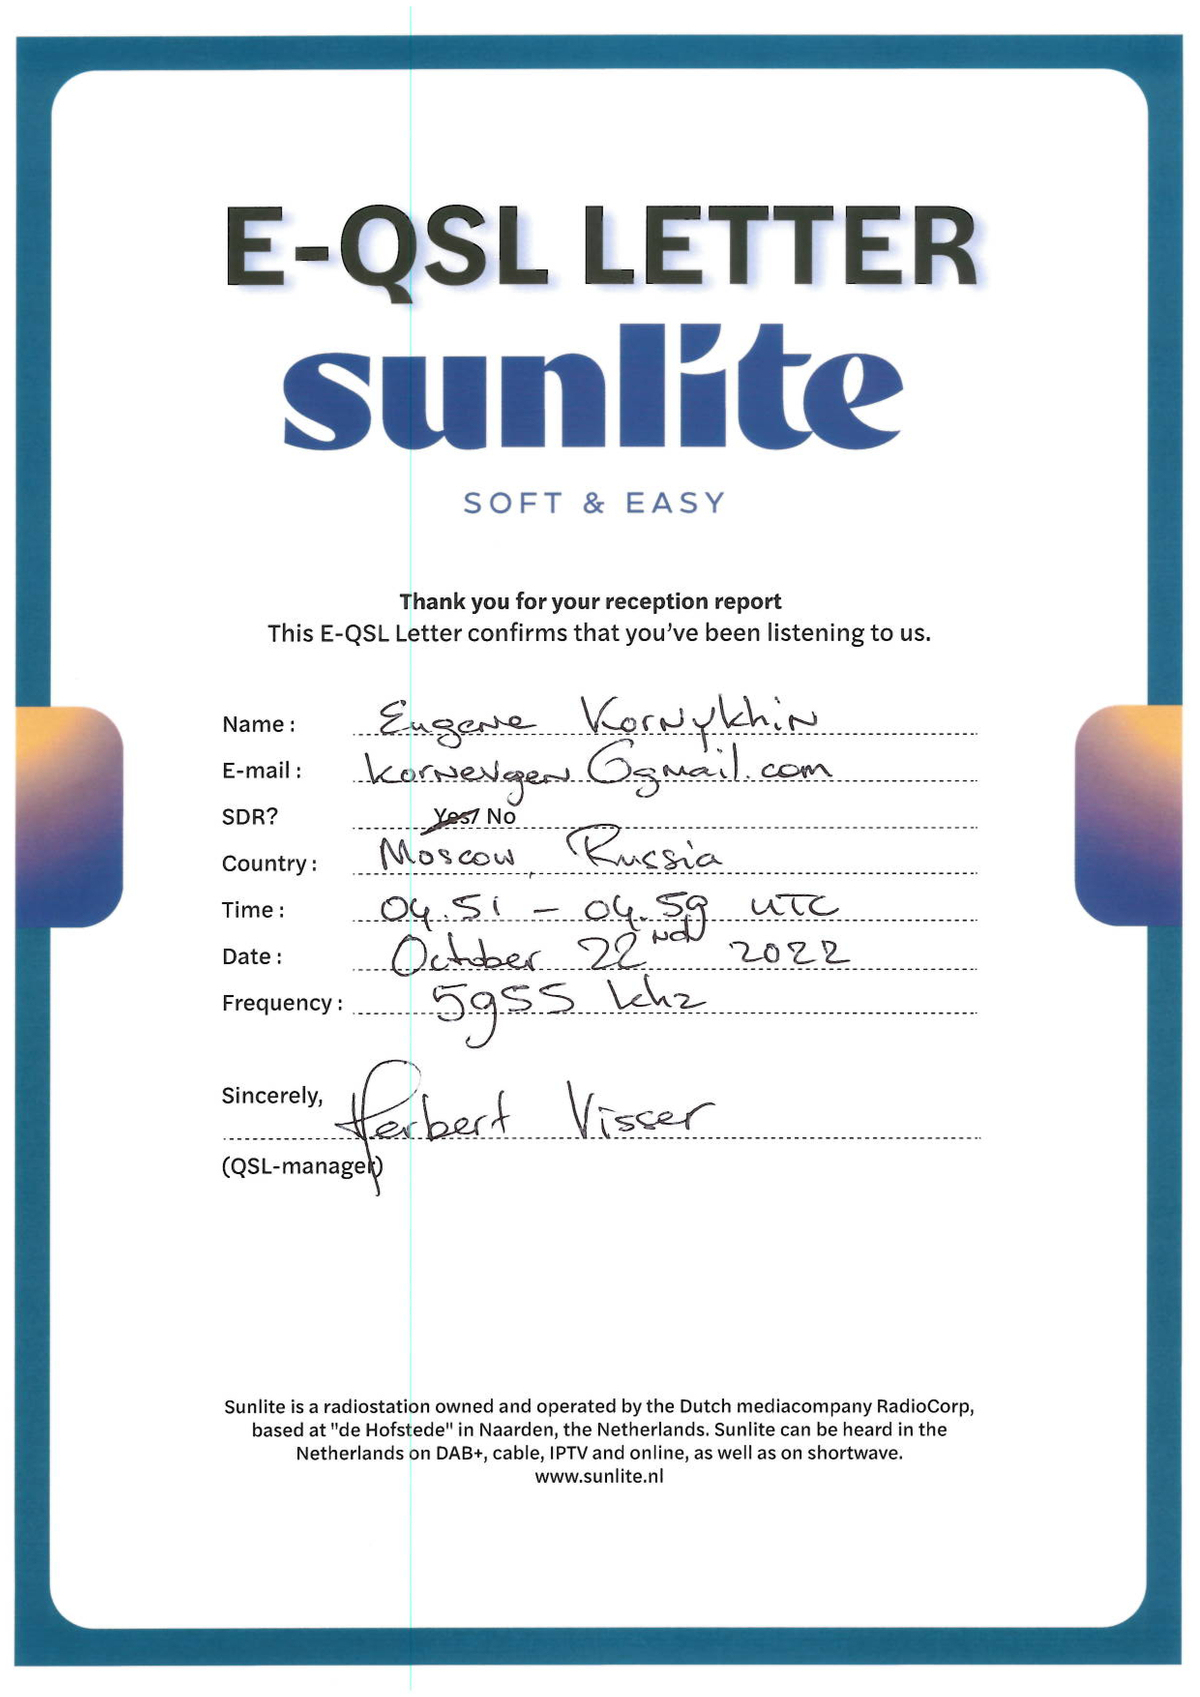 E-QSL LETTER
sunlite
SOFT & EASY
Thank you for your reception report
This E-QSL Letter confirms that you've been listening to us.
Name : Eugene Kornykhin
E-mail : kornevgen@gmail.com
SDR? Yes/ No
Country : Moscow, Russia
Time : 04.51 - 04.59 UTC
Date : October 22nd 2022
Frequency : 5955 khz
Sincerely, Herbert Visser
(QSL-manager)
Sunlite is a radiostation owned and operated by the Dutch mediacompany RadioCorp,
based at "de Hofstede" in Naarden, the Netherlands. Sunlite can be heard in the
Netherlands on DAB+, cable, IPTV and online, as well as on shortwave.
www.sunlite.nl